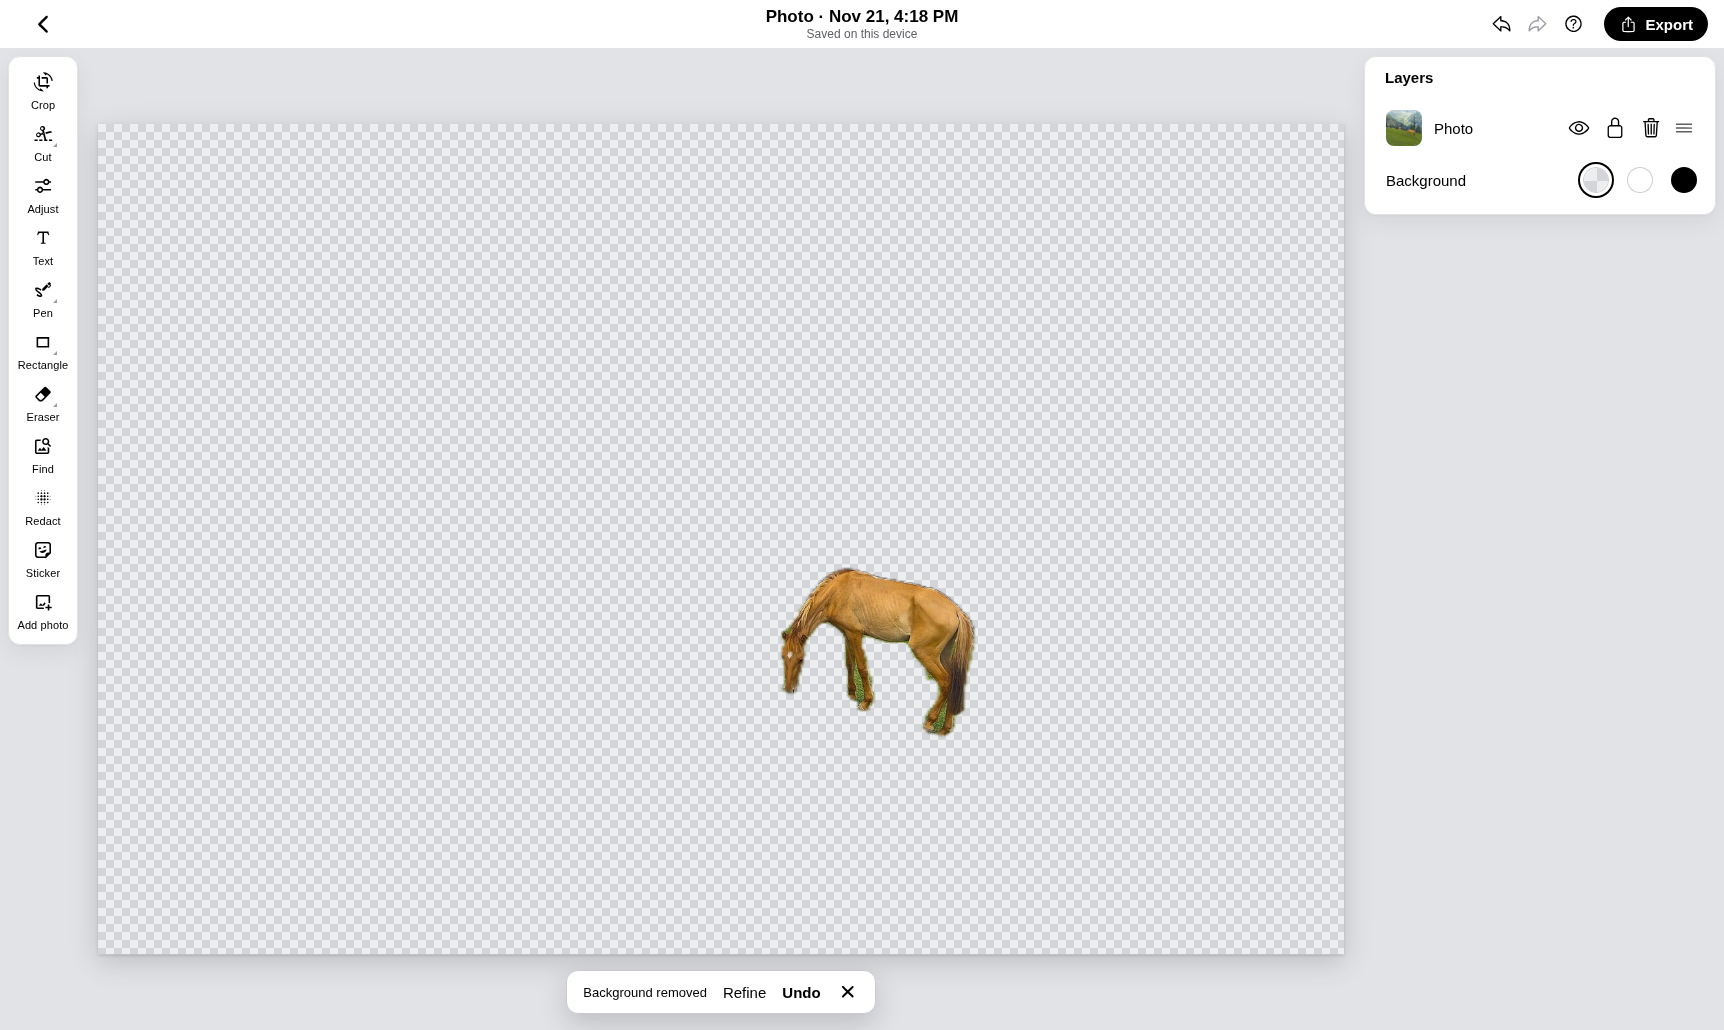 Photo · Nov 21, 4:18 PM
Saved on this device
Export
Crop
Cut
Adjust
Text
Pen
Rectangle
Eraser
Find
Redact
Sticker
Add photo
Layers
Photo
Background
Background removed Refine Undo